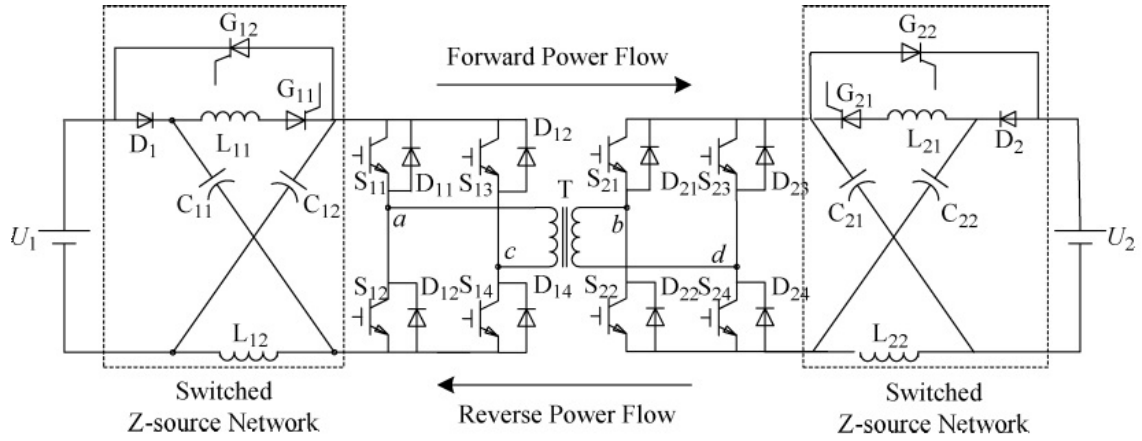 G12
G22
Forward Power Flow
G11
G21
D1
L11
D12
L21
D2
S11
D11
S13
T
S21
D21
S23
D23
C11
C12
C21
C22
U1
a
b
U2
c
d
S12
D12
S14
D14
S22
D22
S24
D24
L12
L22
Switched
Z-source Network
Reverse Power Flow
Switched
Z-source Network